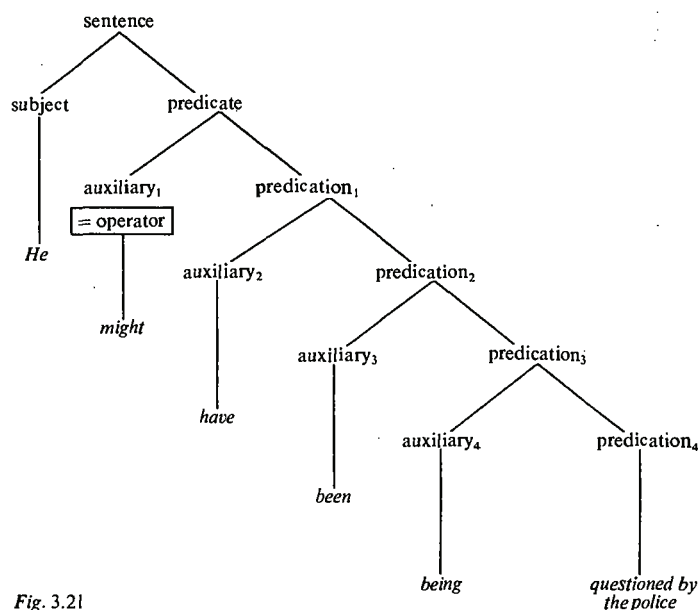 sentence
subject predicate
auxiliary₁ predication₁
= operator
He
auxiliary₂ predication₂
might
auxiliary₃ predication₃
have
auxiliary₄ predication₄
been
being questioned by
the police
Fig. 3.21